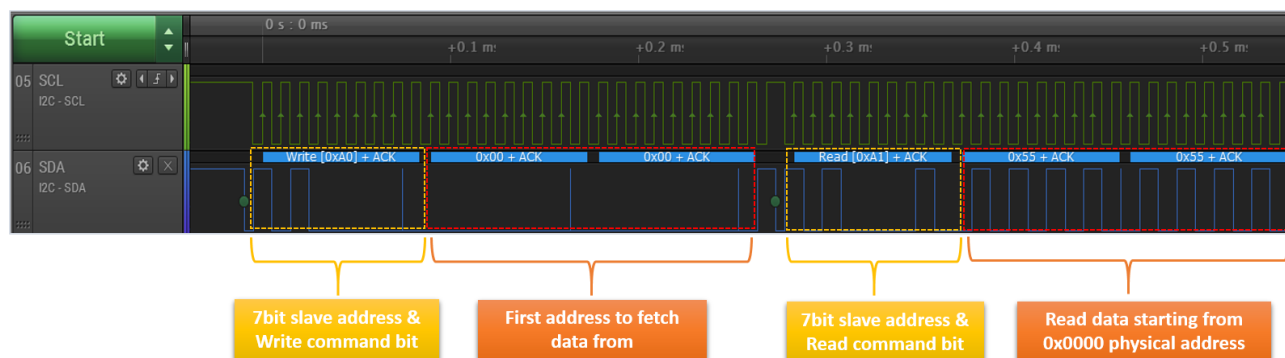 Start
0 s : 0 ms
+0.1 ms
+0.2 ms
+0.3 ms
+0.4 ms
+0.5 ms
05 SCL
I2C - SCL
06 SDA
I2C - SDA
Write [0xA0] + ACK
0x00 + ACK
0x00 + ACK
Read [0xA1] + ACK
0x55 + ACK
0x55 + ACK
7bit slave address &
Write command bit
First address to fetch
data from
7bit slave address &
Read command bit
Read data starting from
0x0000 physical address